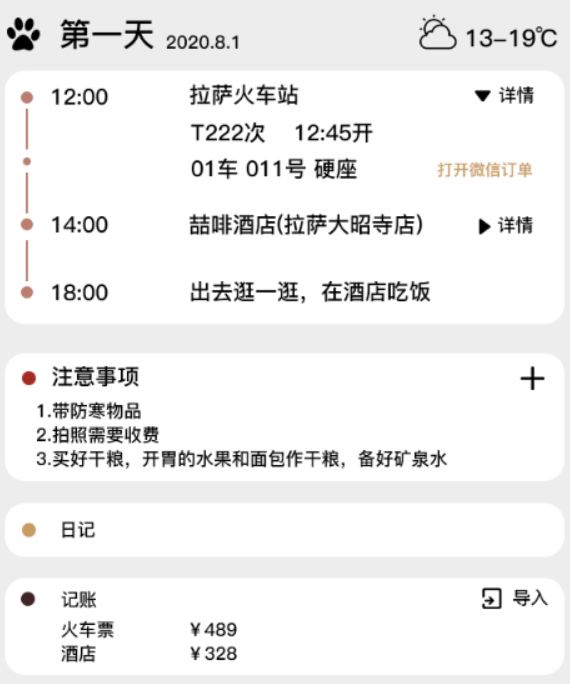 第一天 2020.8.1 13-19℃
12:00 拉萨火车站 详情
T222次 12:45开
01车 011号 硬座 打开微信订单
14:00 喆啡酒店(拉萨大昭寺店) 详情
18:00 出去逛一逛，在酒店吃饭
注意事项
1.带防寒物品
2.拍照需要收费
3.买好干粮，开胃的水果和面包作干粮，备好矿泉水
日记
记账 导入
火车票 ¥489
酒店 ¥328